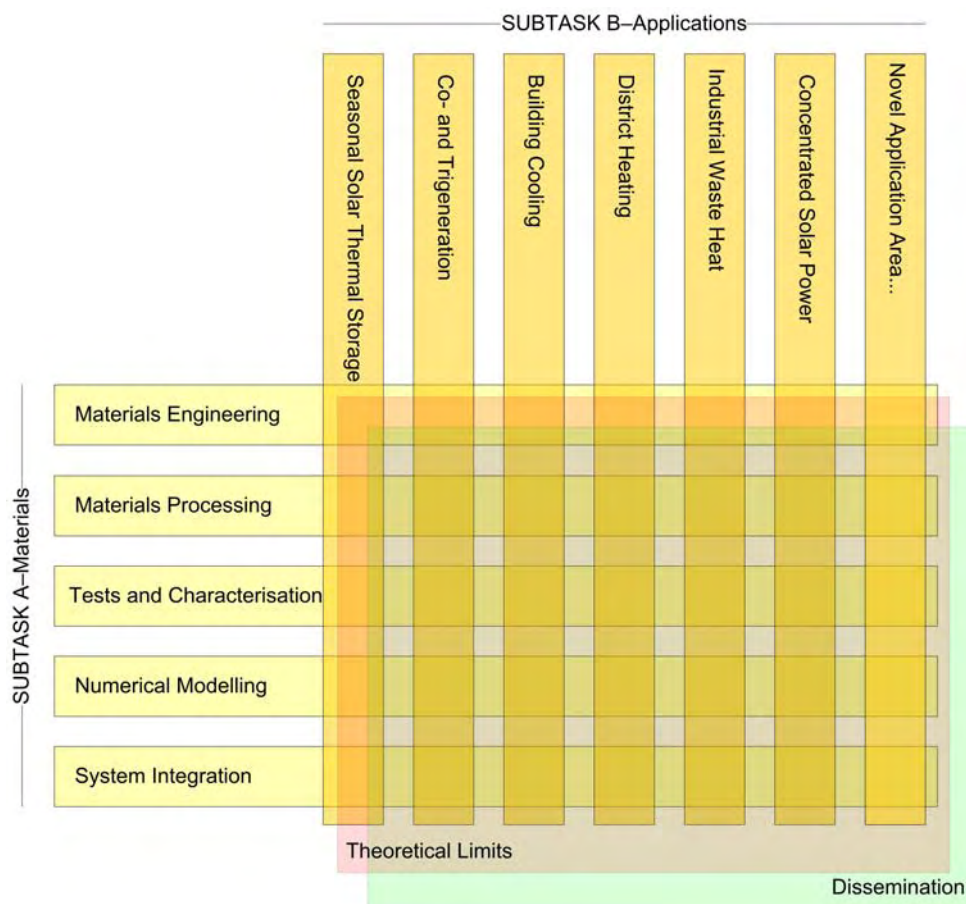 SUBTASK B–Applications
Seasonal Solar Thermal Storage
Co- and Trigeneration
Building Cooling
District Heating
Industrial Waste Heat
Concentrated Solar Power
Novel Application Area...
SUBTASK A–Materials
Materials Engineering
Materials Processing
Tests and Characterisation
Numerical Modelling
System Integration
Theoretical Limits
Dissemination